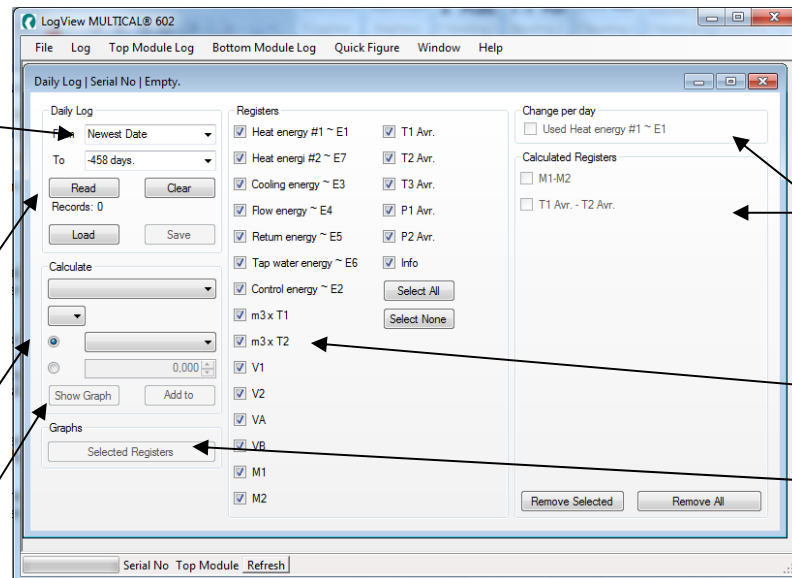 LogView MULTICAL® 602
File Log Top Module Log Bottom Module Log Quick Figure Window Help
Daily Log | Serial No | Empty.
Daily Log
From Newest Date
To -458 days.
Read Clear
Records: 0
Load Save
Calculate
0,000
Show Graph Add to
Graphs
Selected Registers
Registers
Heat energy #1 ~ E1
Heat energi #2 ~ E7
Cooling energy ~ E3
Flow energy ~ E4
Return energy ~ E5
Tap water energy ~ E6
Control energy ~ E2
m3 x T1
m3 x T2
V1
V2
VA
VB
M1
M2
T1 Avr.
T2 Avr.
T3 Avr.
P1 Avr.
P2 Avr.
Info
Select All
Select None
Change per day
Used Heat energy #1 ~ E1
Calculated Registers
M1-M2
T1 Avr. - T2 Avr.
Remove Selected Remove All
Serial No Top Module Refresh